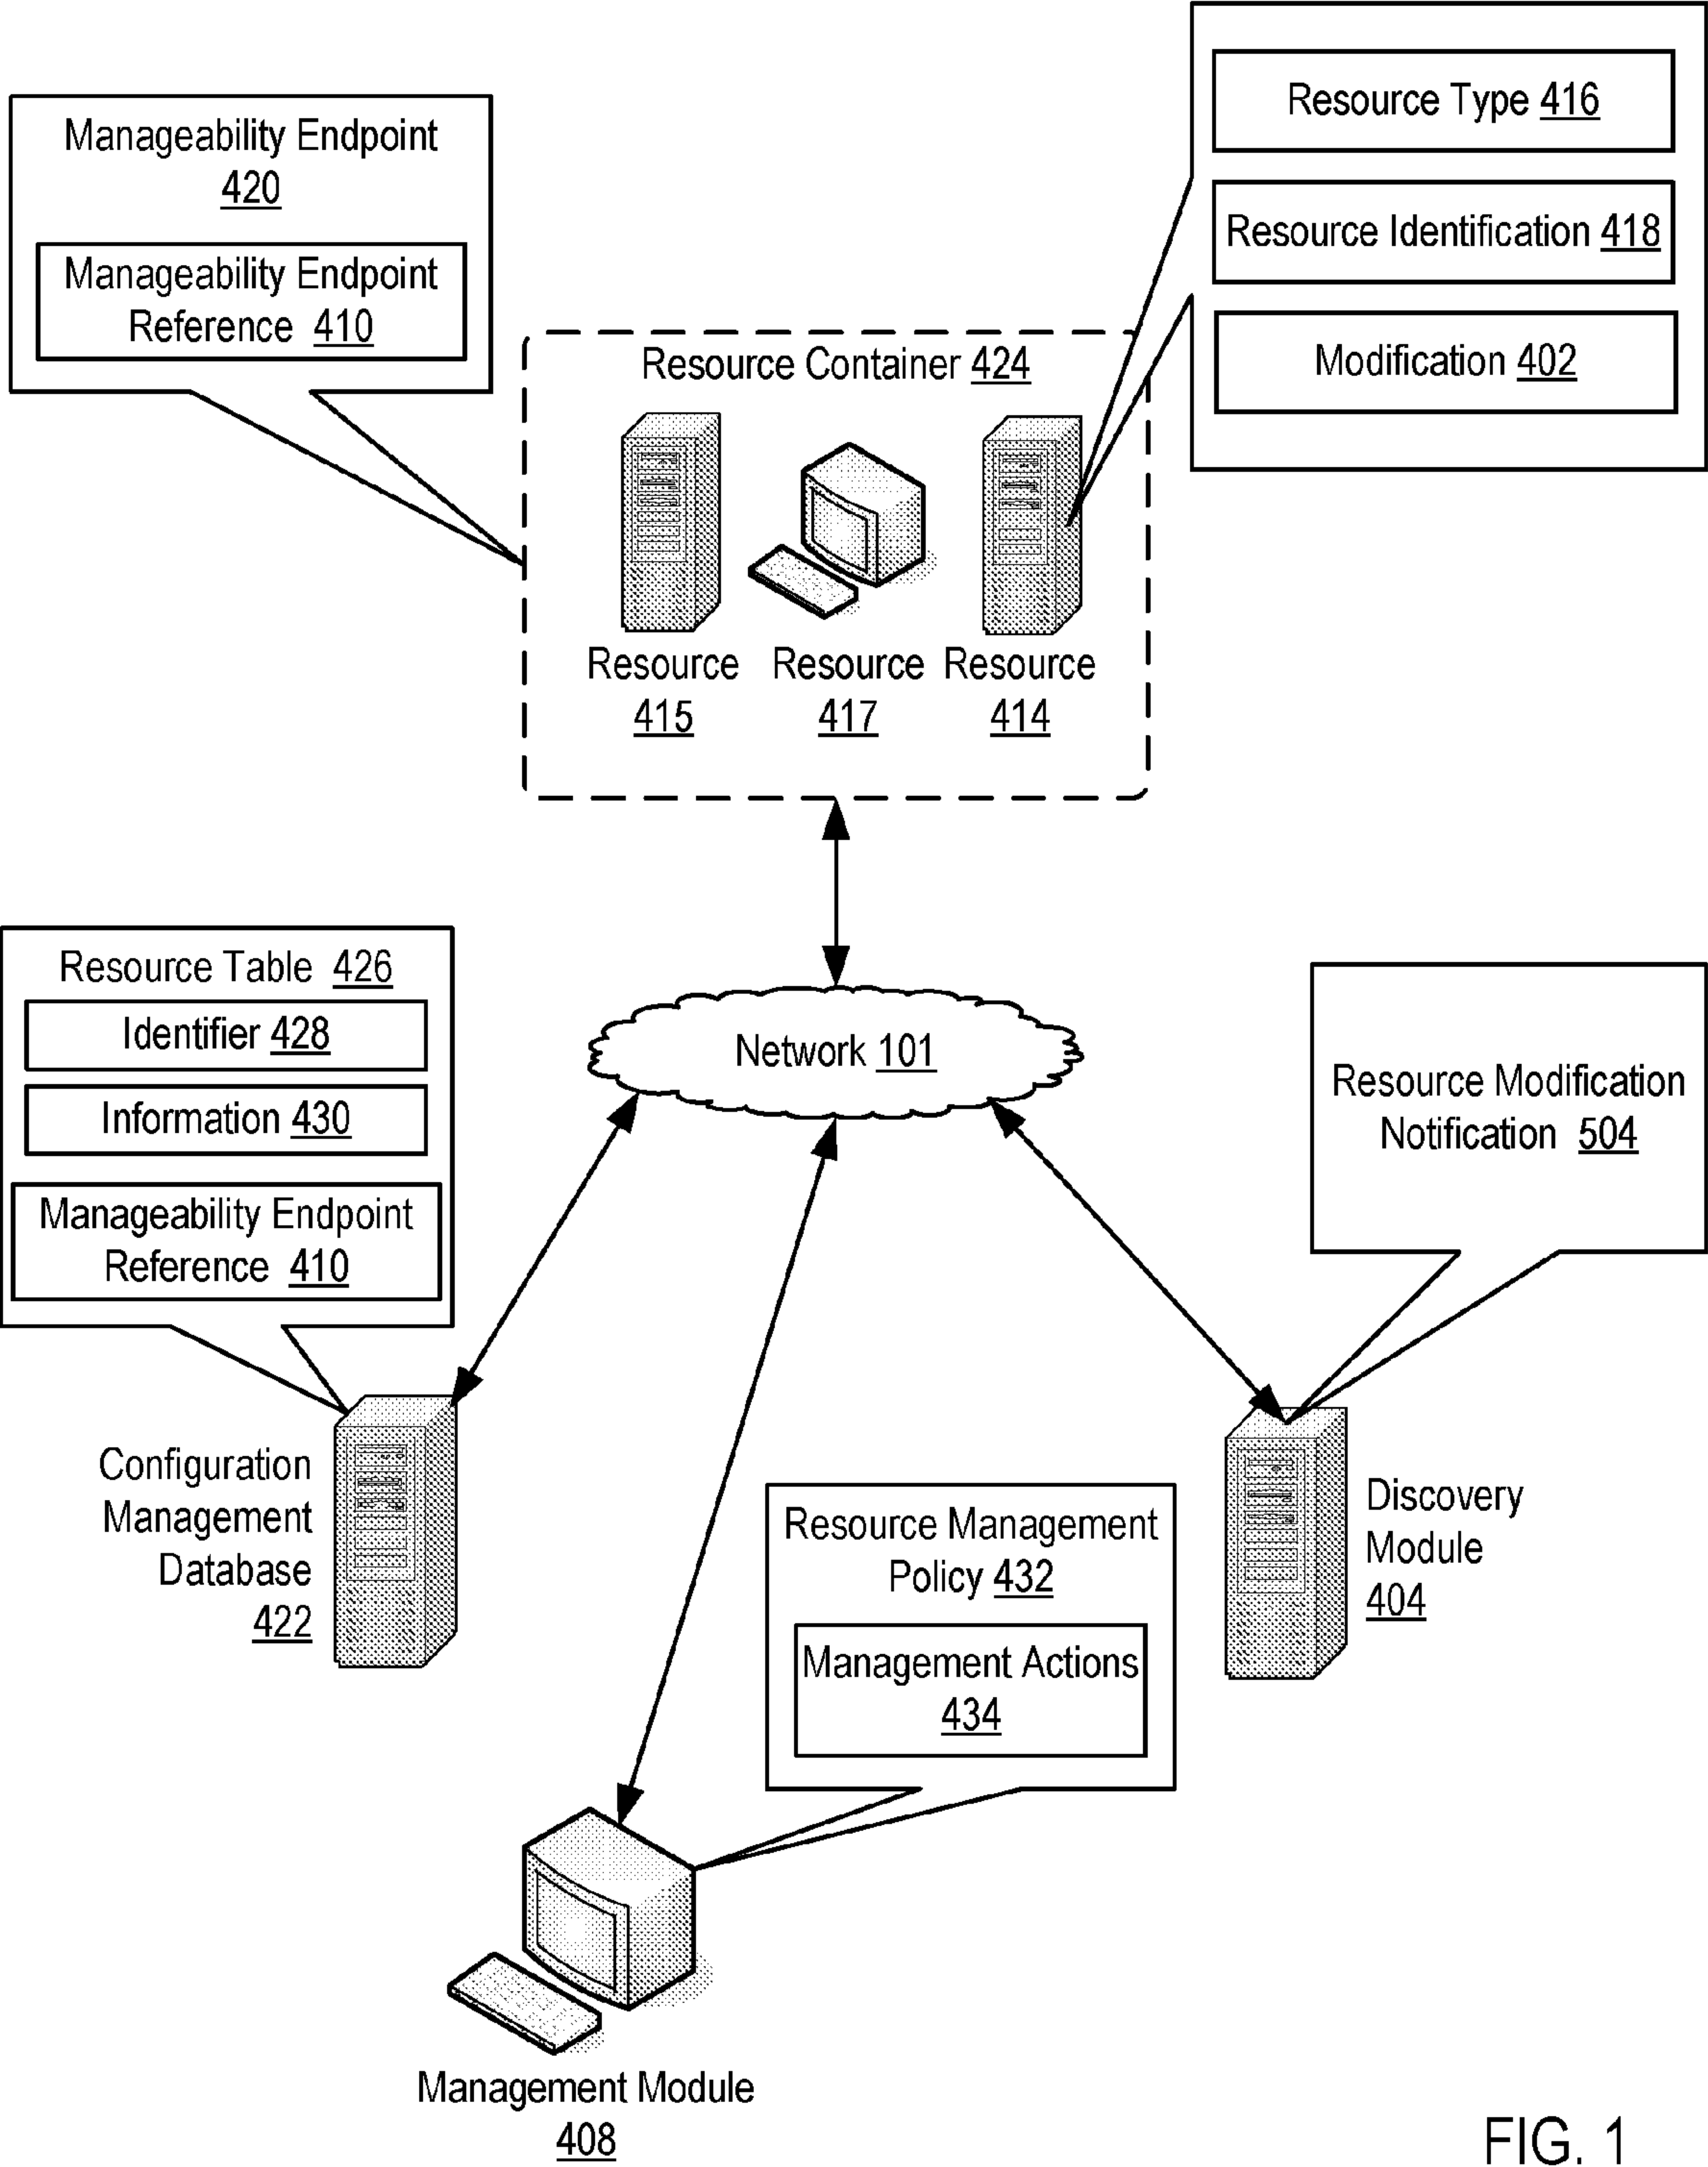 Manageability Endpoint
420
Manageability Endpoint
Reference 410
Resource Type 416
Resource Identification 418
Modification 402
Resource Container 424
Resource
415
Resource
417
Resource
414
Resource Table 426
Identifier 428
Information 430
Manageability Endpoint
Reference 410
Network 101
Resource Modification
Notification 504
Configuration
Management
Database
422
Resource Management
Policy 432
Management Actions
434
Discovery
Module
404
Management Module
408
FIG. 1